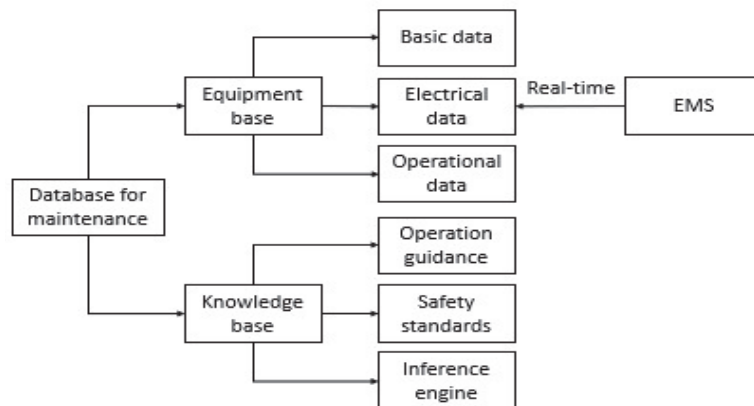 Basic data
Equipment
base
Electrical
data
Real-time
EMS
Operational
data
Database for
maintenance
Operation
guidance
Knowledge
base
Safety
standards
Inference
engine